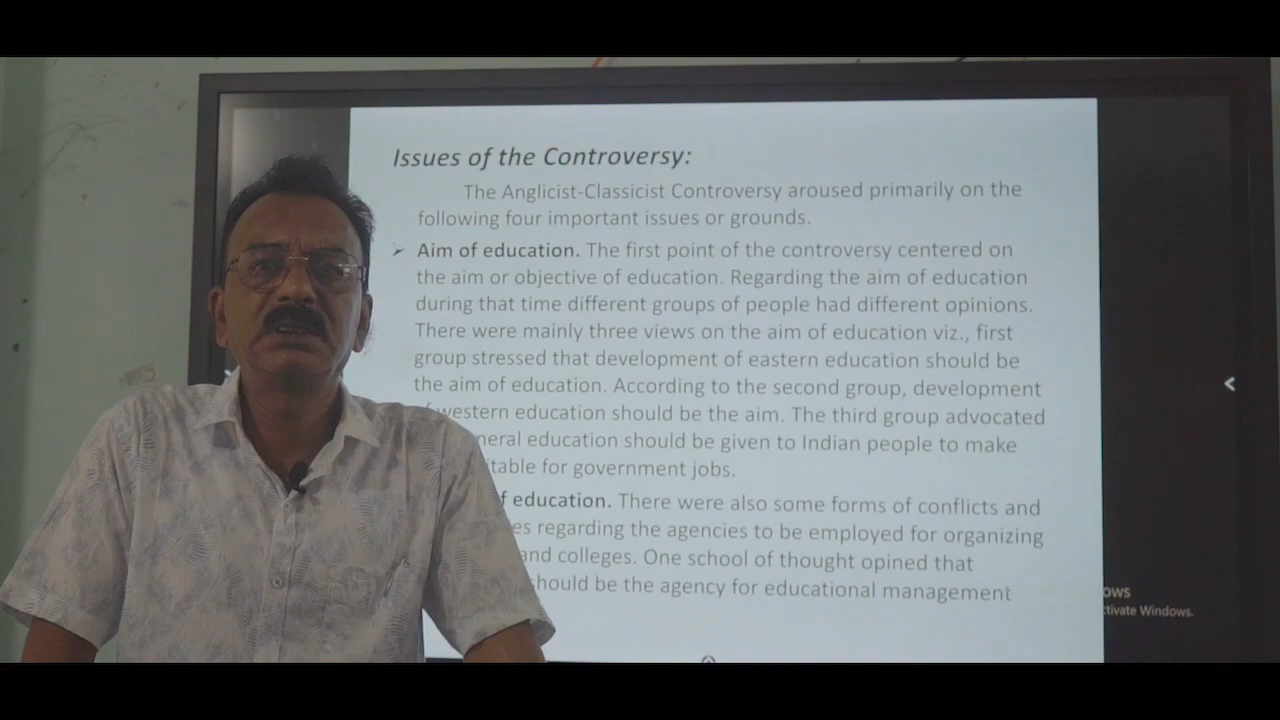 Issues of the Controversy:
The Anglicist-Classicist Controversy aroused primarily on the
following four important issues or grounds.
➢ Aim of education. The first point of the controversy centered on
the aim or objective of education. Regarding the aim of education
during that time different groups of people had different opinions.
There were mainly three views on the aim of education viz., first
group stressed that development of eastern education should be
the aim of education. According to the second group, development
western education should be the aim. The third group advocated
education should be given to Indian people to make
for government jobs.
education. There were also some forms of conflicts and
regarding the agencies to be employed for organizing
and colleges. One school of thought opined that
should be the agency for educational management
Activate Windows.